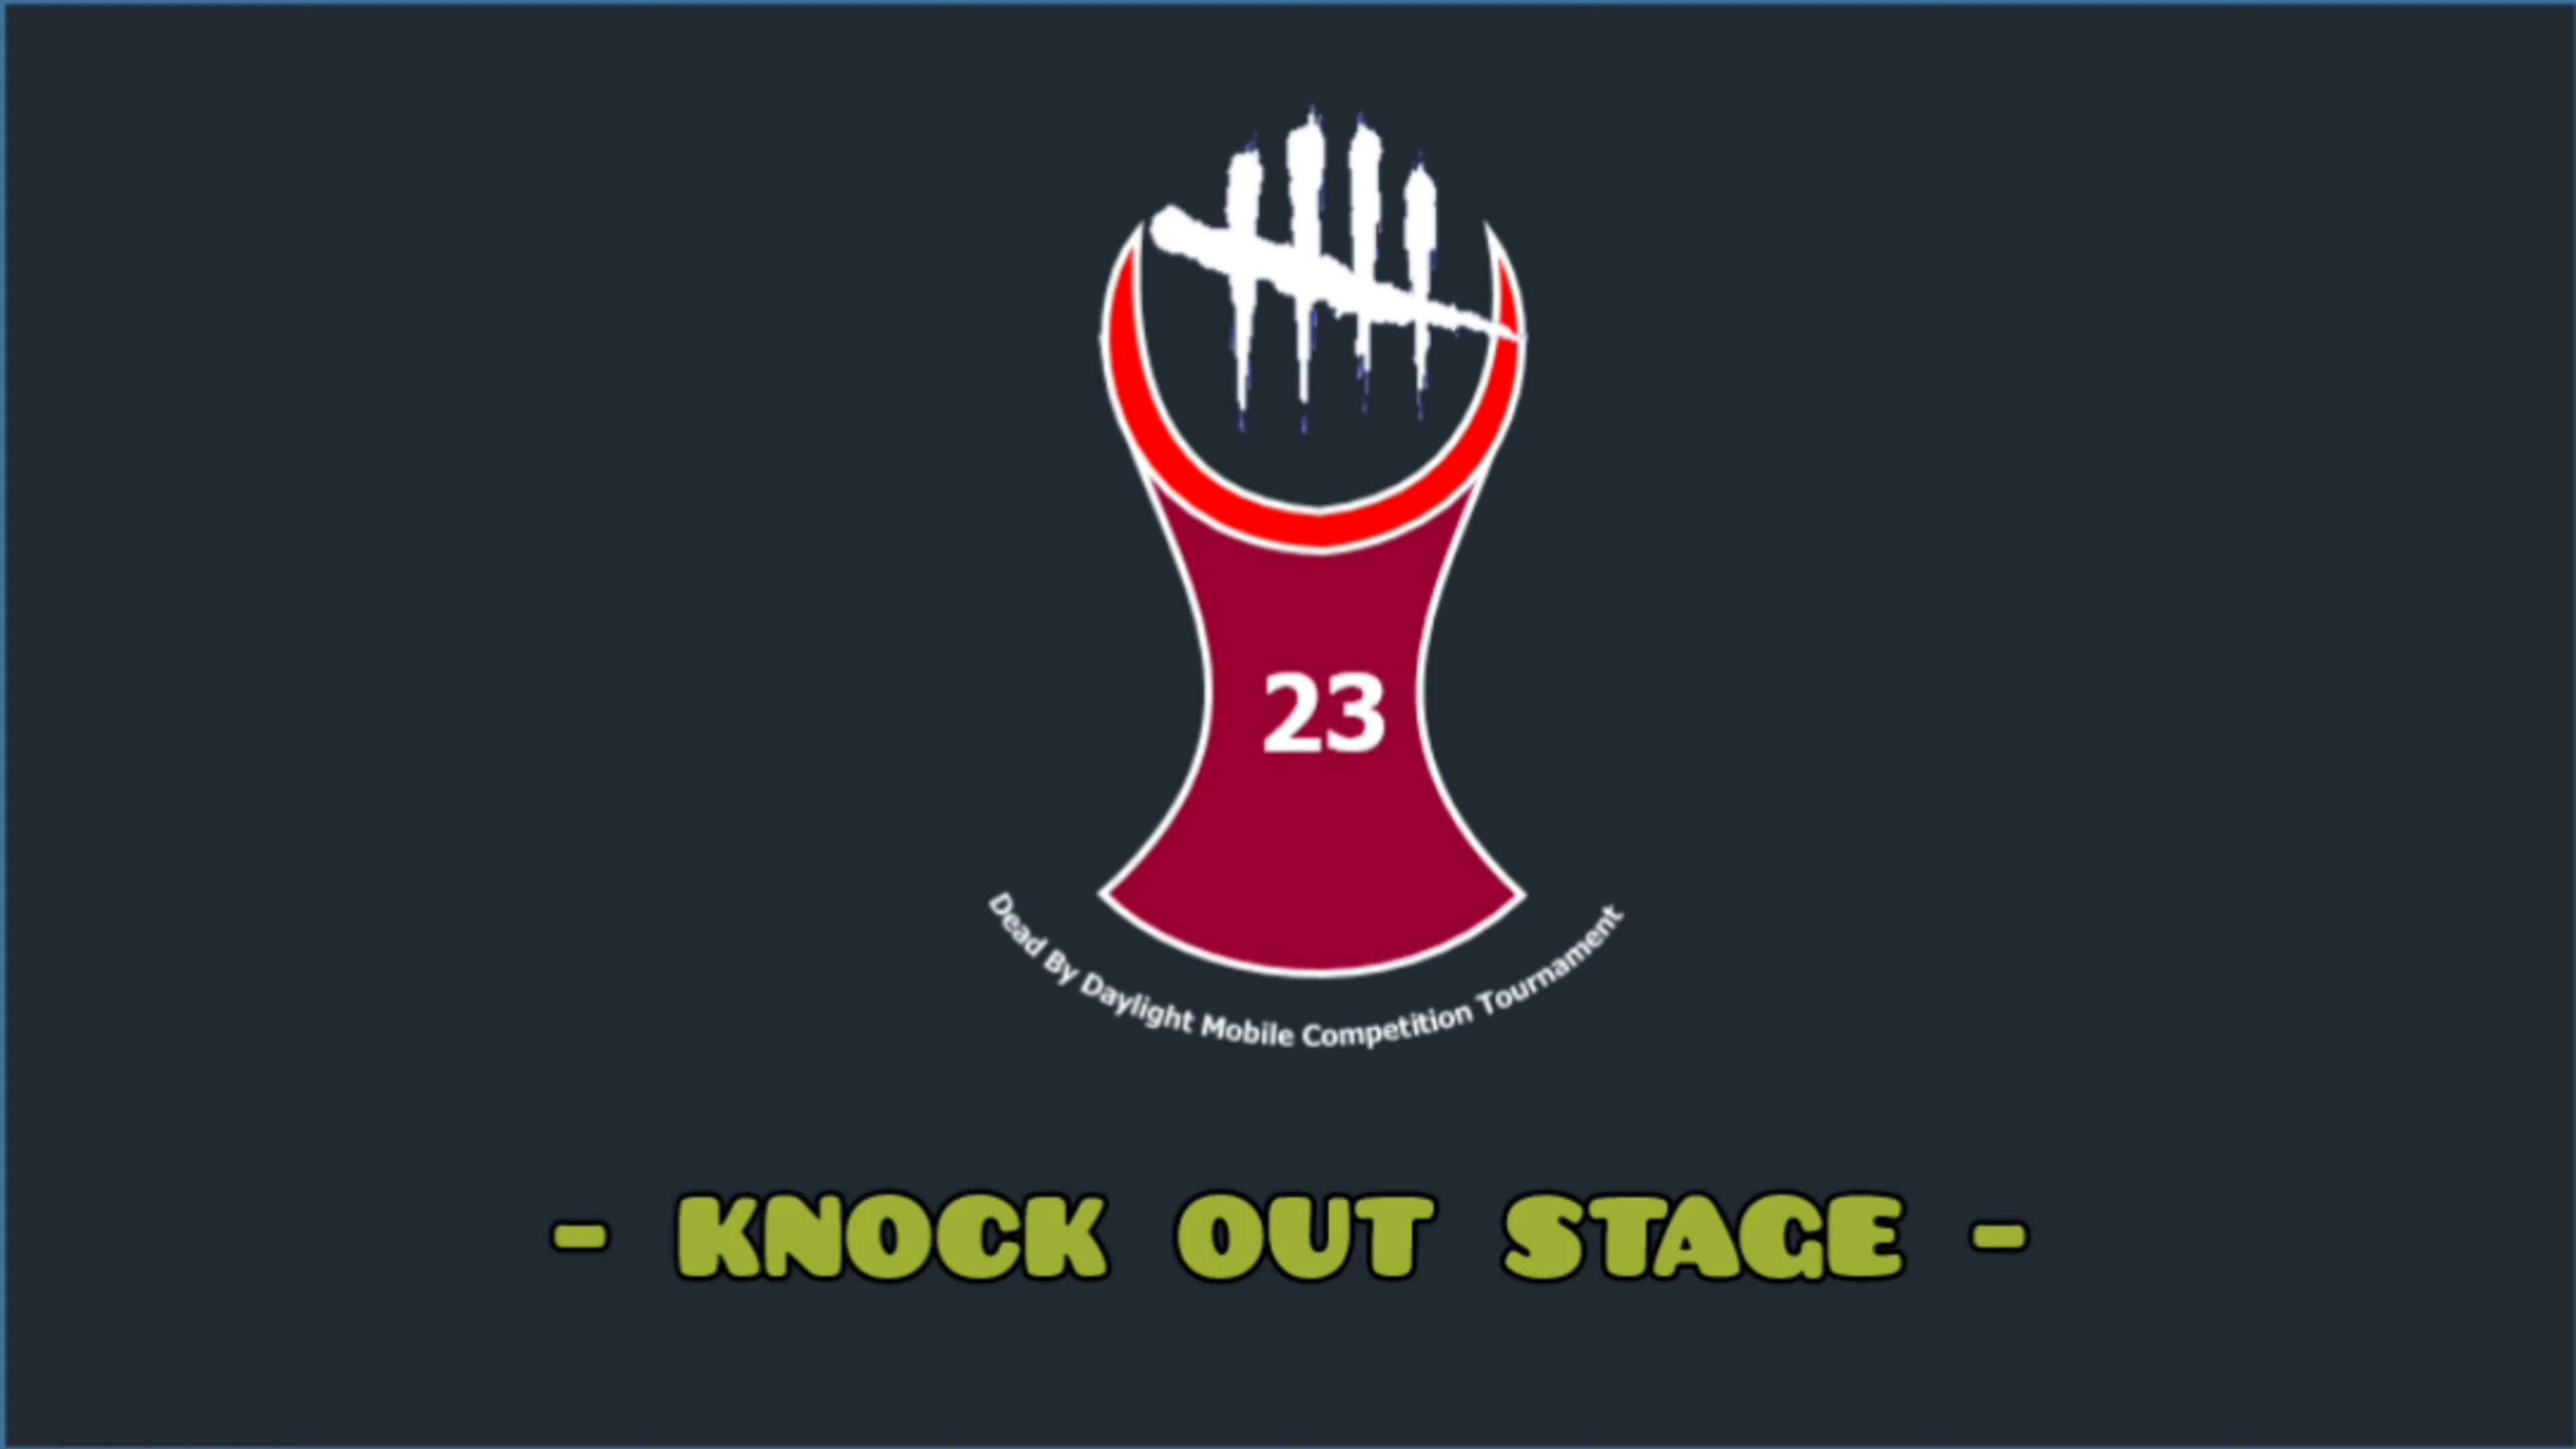 23
Dead By Daylight Mobile Competition Tournament
- KNOCK OUT STAGE -